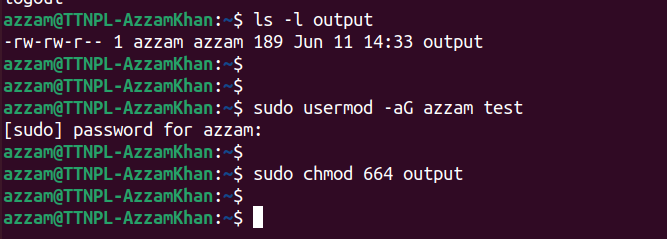 logout
azzam@TTNPL-AzzamKhan:~$ ls -l output
-rw-rw-r-- 1 azzam azzam 189 Jun 11 14:33 output
azzam@TTNPL-AzzamKhan:~$
azzam@TTNPL-AzzamKhan:~$
azzam@TTNPL-AzzamKhan:~$ sudo usermod -aG azzam test
[sudo] password for azzam:
azzam@TTNPL-AzzamKhan:~$
azzam@TTNPL-AzzamKhan:~$ sudo chmod 664 output
azzam@TTNPL-AzzamKhan:~$
azzam@TTNPL-AzzamKhan:~$